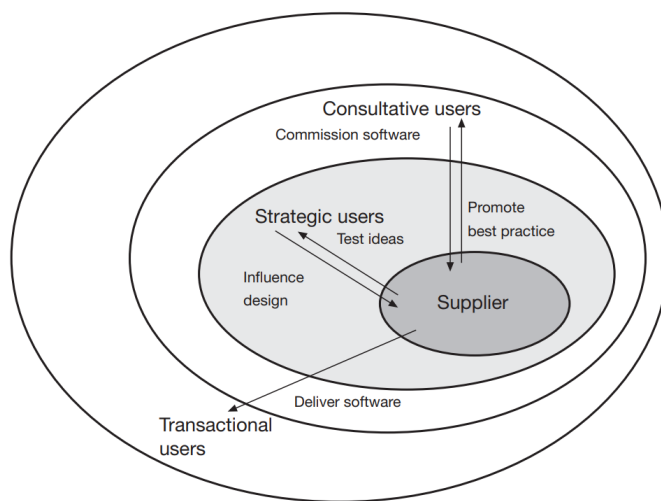 Consultative users
Commission software
Promote
best practice
Strategic users
Test ideas
Influence
design
Supplier
Deliver software
Transactional
users